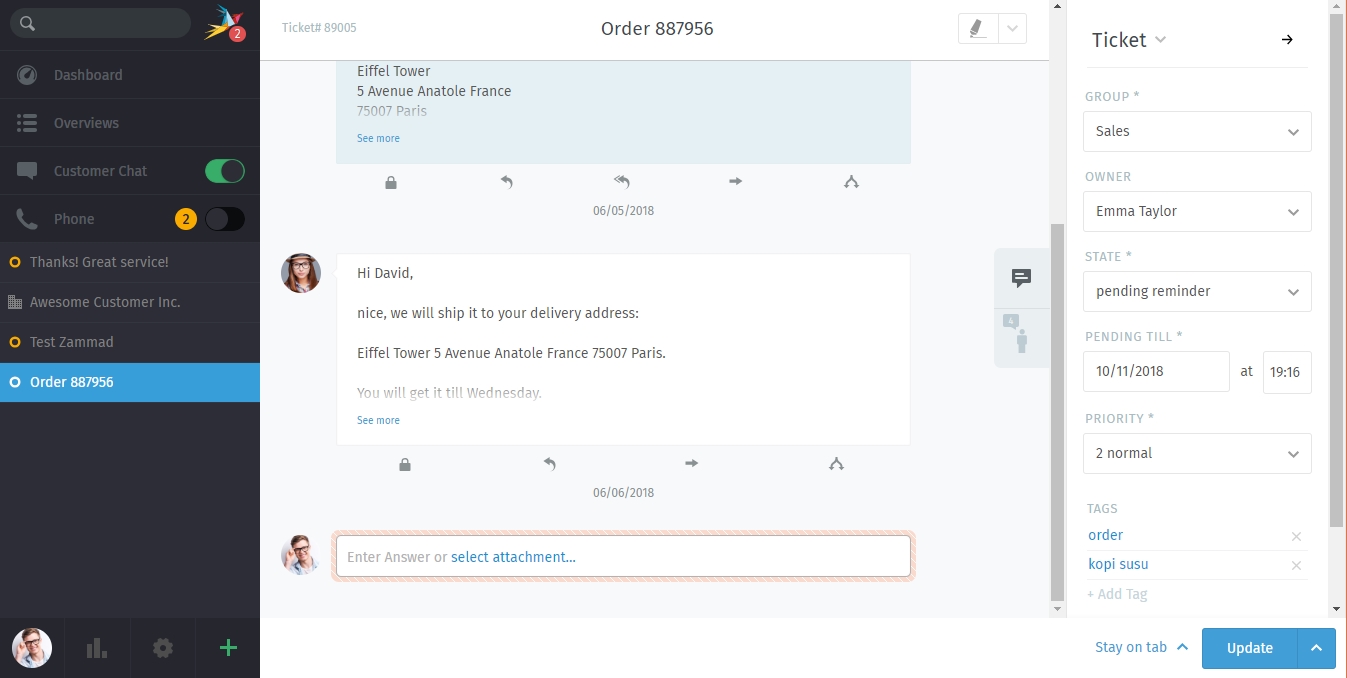 2
Dashboard
Overviews
Customer Chat
Phone 2
Thanks! Great service!
Awesome Customer Inc.
Test Zammad
Order 887956
Ticket# 89005
Order 887956
Eiffel Tower
5 Avenue Anatole France
75007 Paris
See more
06/05/2018
Hi David,
nice, we will ship it to your delivery address:
Eiffel Tower 5 Avenue Anatole France 75007 Paris.
You will get it till Wednesday.
See more
06/06/2018
Enter Answer or select attachment...
4
Ticket
GROUP *
Sales
OWNER
Emma Taylor
STATE *
pending reminder
PENDING TILL *
10/11/2018 at 19:16
PRIORITY *
2 normal
TAGS
order
kopi susu
+ Add Tag
Stay on tab
Update